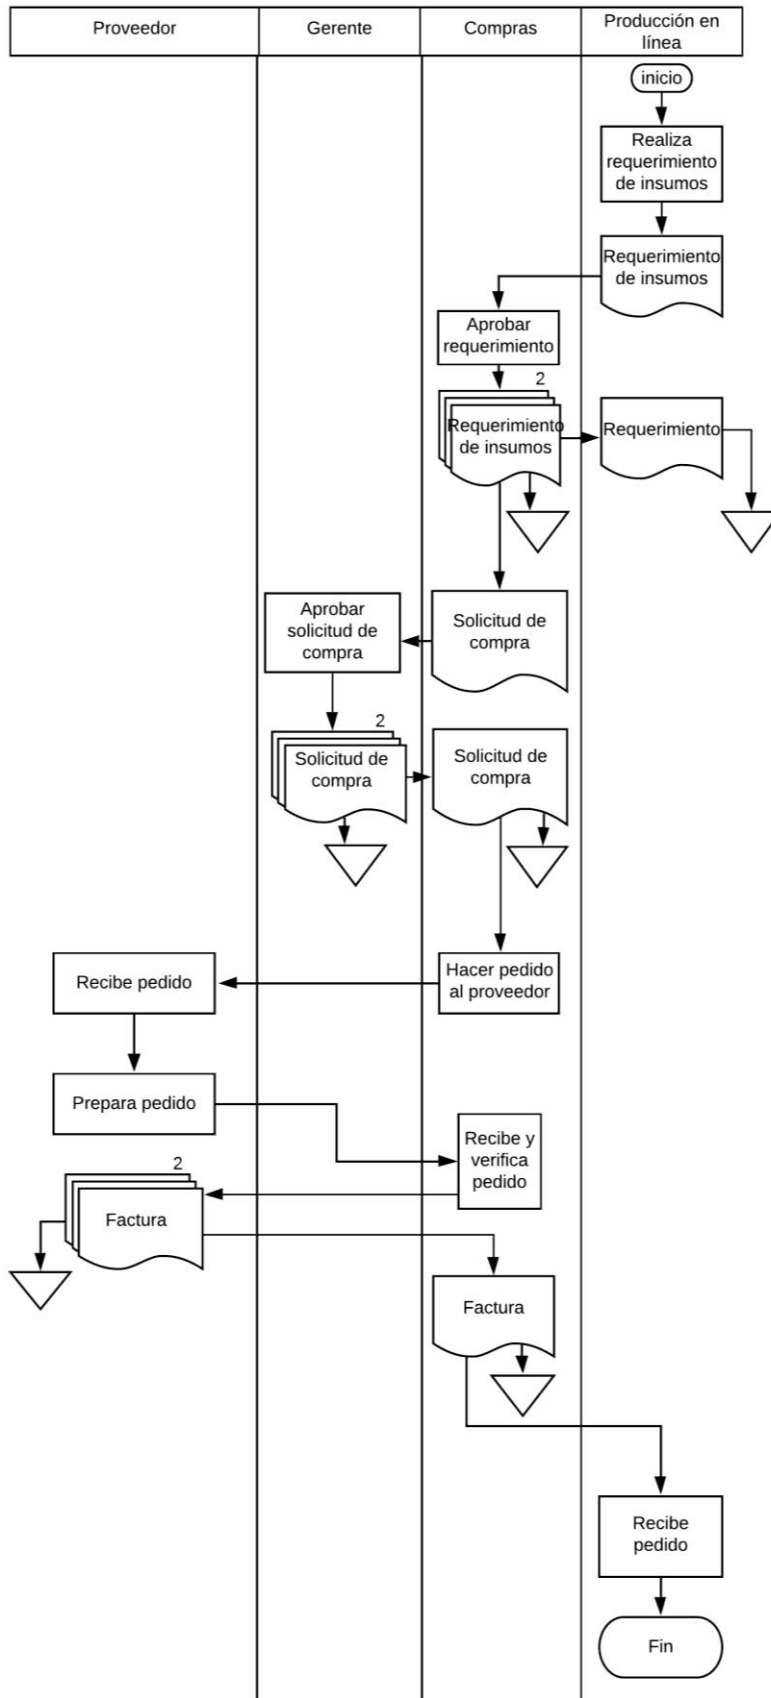 Proveedor
Gerente
Compras
Producción en
línea
inicio
Realiza
requerimiento
de insumos
Requerimiento
de insumos
Aprobar
requerimiento
2
Requerimiento
de insumos
Requerimiento
Aprobar
solicitud de
compra
Solicitud de
compra
2
Solicitud de
compra
Solicitud de
compra
Recibe pedido
Hacer pedido
al proveedor
Prepara pedido
Recibe y
verifica
pedido
2
Factura
Factura
Recibe
pedido
Fin